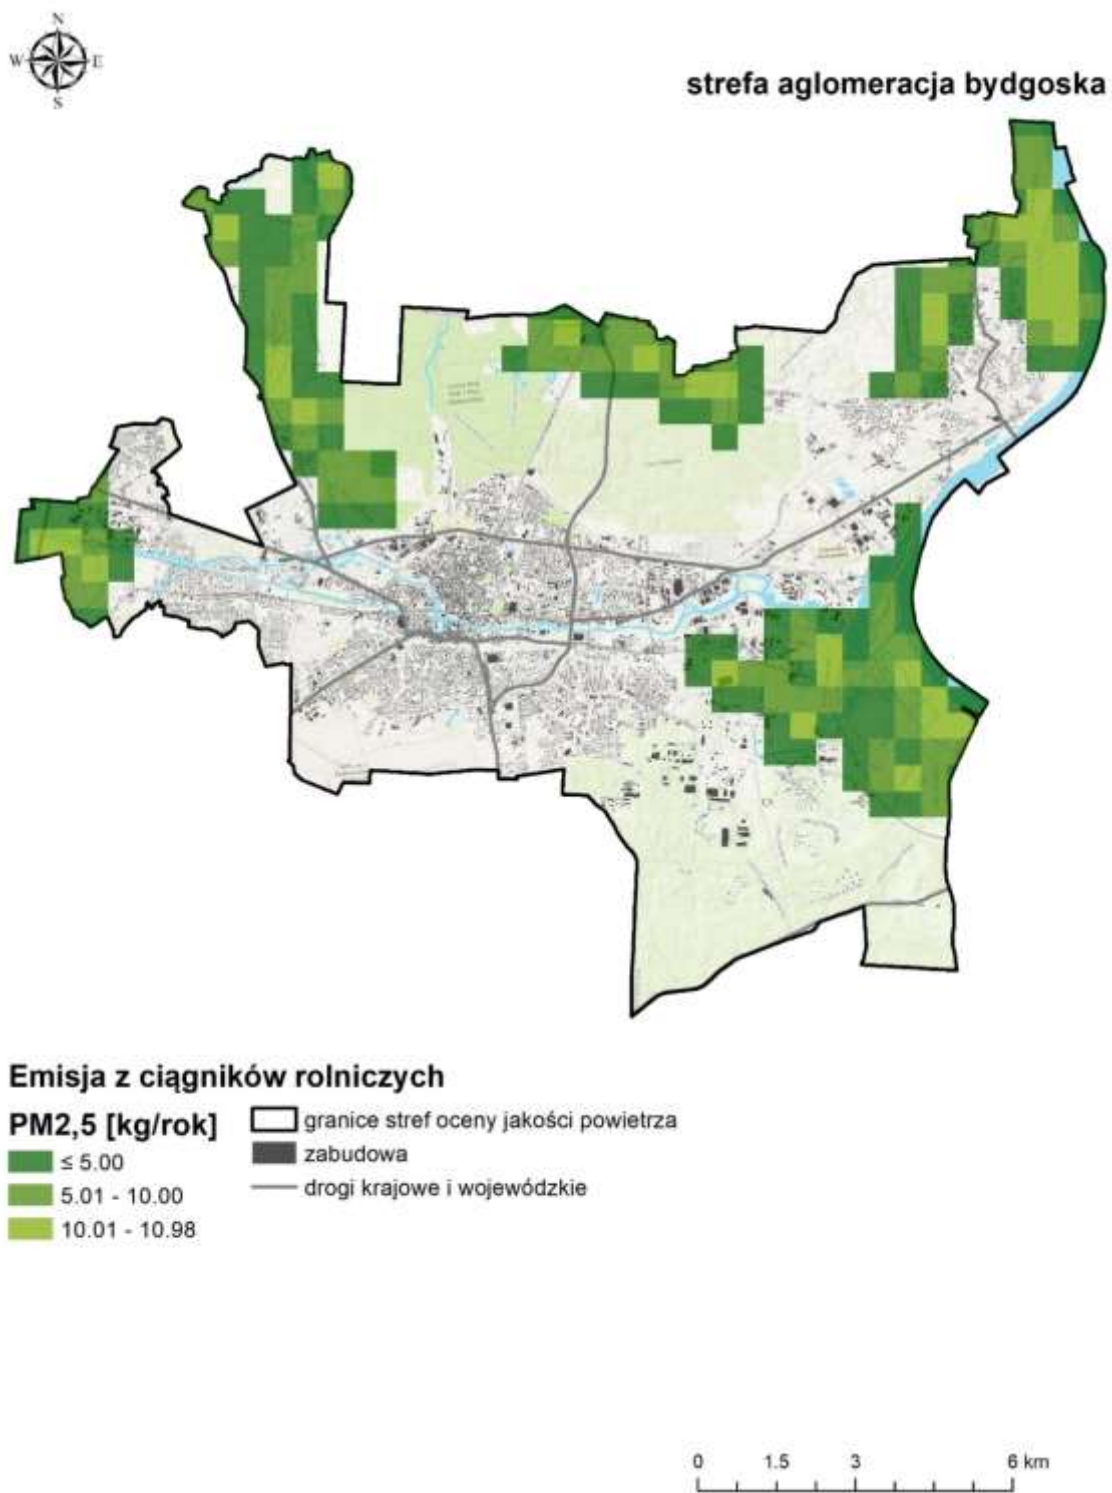 N
W E
S
strefa aglomeracja bydgoska
Emisja z ciągników rolniczych
PM2,5 [kg/rok]
≤ 5.00
5.01 - 10.00
10.01 - 10.98
granice stref oceny jakości powietrza
zabudowa
drogi krajowe i wojewódzkie
0 1.5 3 6 km